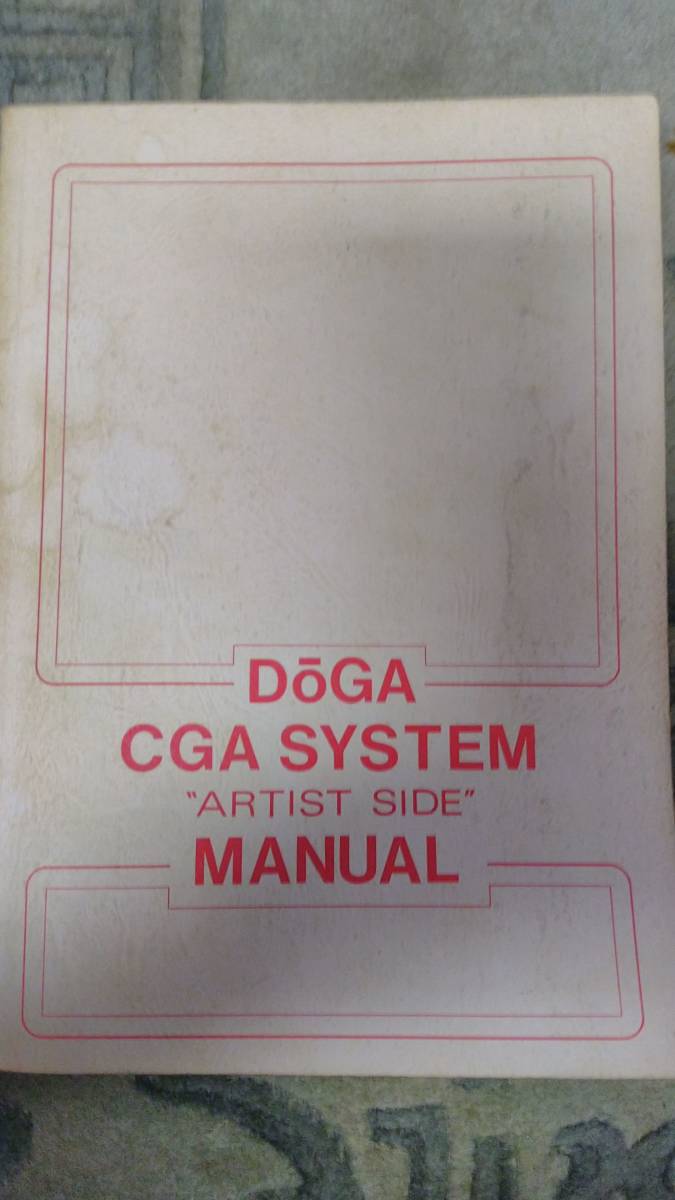 DōGA
CGA SYSTEM
"ARTIST SIDE"
MANUAL